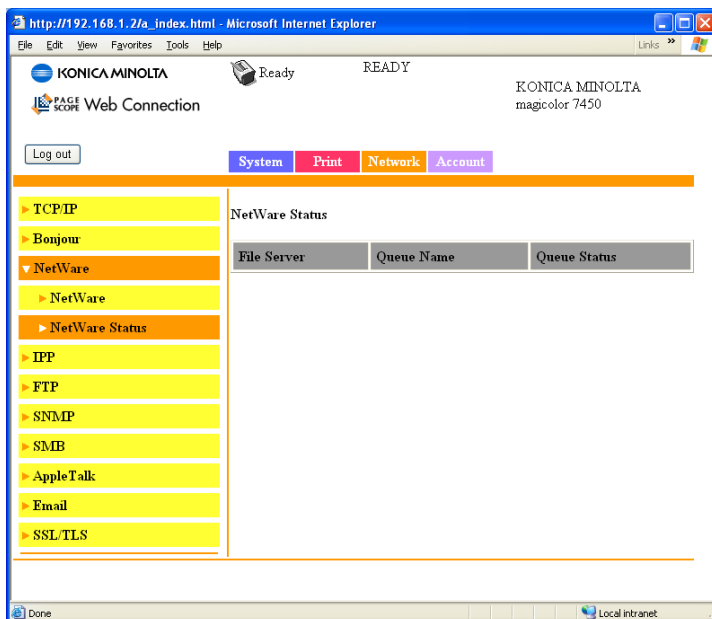 http://192.168.1.2/a_index.html - Microsoft Internet Explorer
File Edit View Favorites Tools Help Links »
KONICA MINOLTA
Ready
READY
KONICA MINOLTA
magicolor 7450
PAGE SCOPE Web Connection
Log out
System Print Network Account
TCP/IP
Bonjour
NetWare
NetWare
NetWare Status
IPP
FTP
SNMP
SMB
AppleTalk
Email
SSL/TLS
NetWare Status
File Server Queue Name Queue Status
Done Local intranet